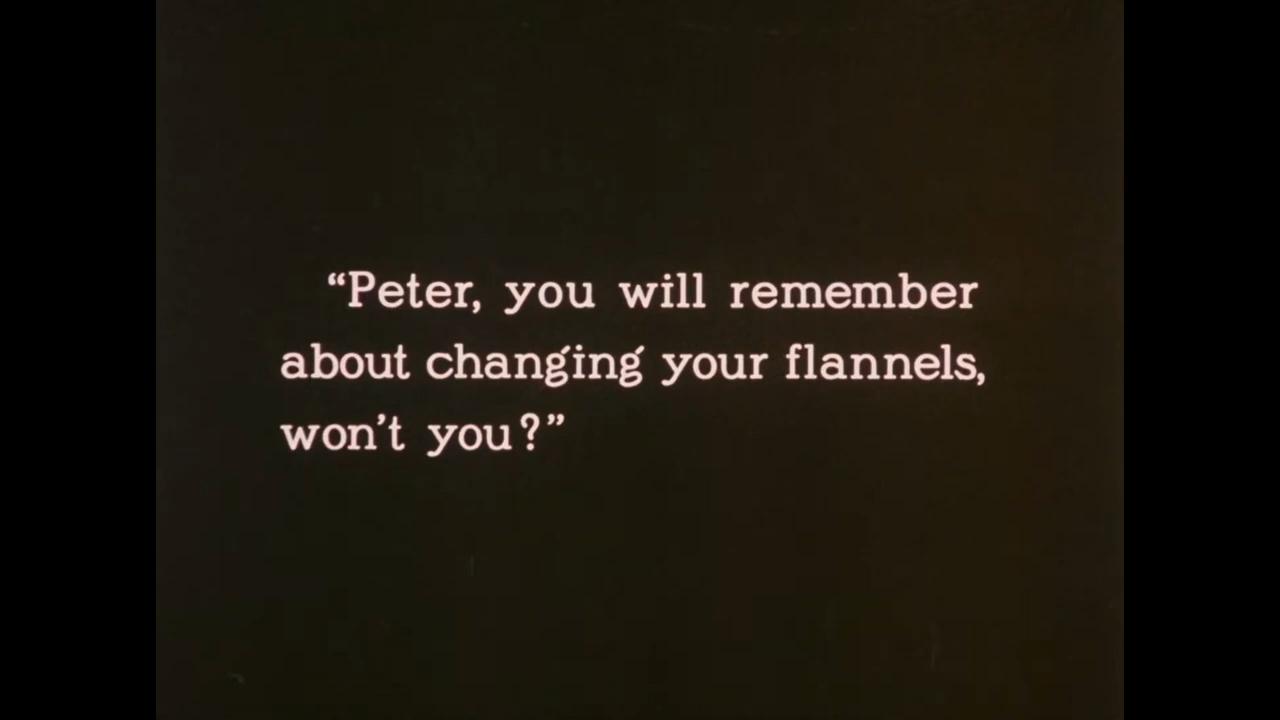 “Peter, you will remember
about changing your flannels,
won’t you?”